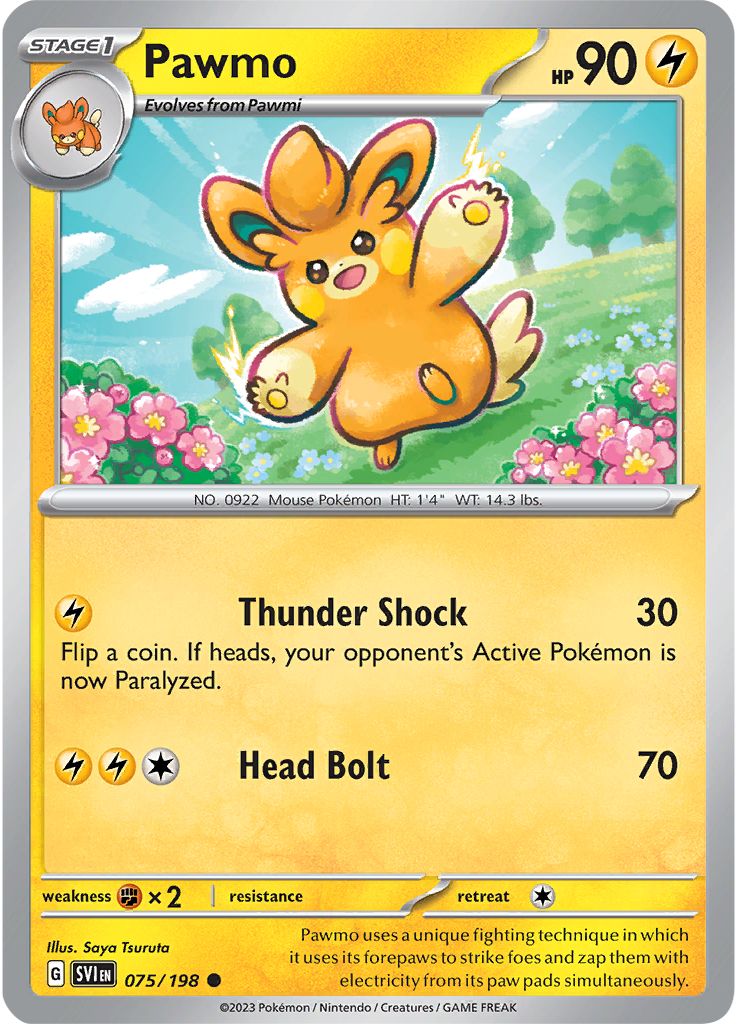 STAGE1
Pawmo
HP 90
Evolves from Pawmi
NO. 0922 Mouse Pokémon HT: 1'4" WT: 14.3 lbs.
Thunder Shock 30
Flip a coin. If heads, your opponent's Active Pokémon is
now Paralyzed.
Head Bolt 70
weakness ×2 resistance retreat
Illus. Saya Tsuruta
G SVI EN 075/198
Pawmo uses a unique fighting technique in which
it uses its forepaws to strike foes and zap them with
electricity from its paw pads simultaneously.
©2023 Pokémon / Nintendo / Creatures / GAME FREAK